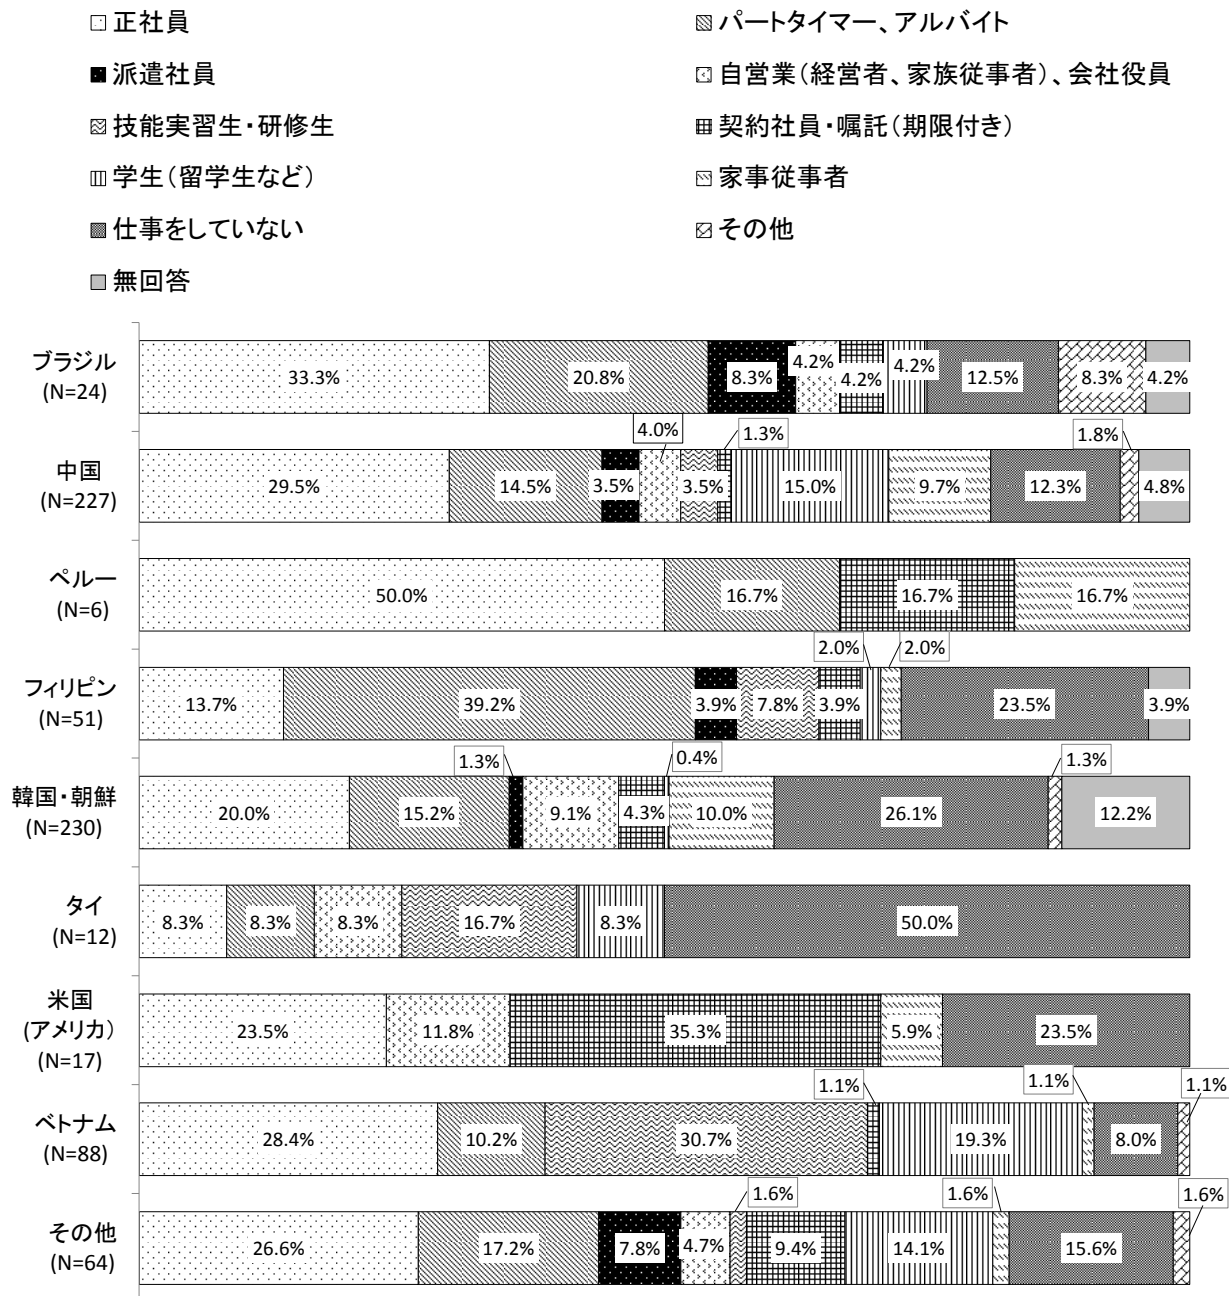 正社員
パートタイマー、アルバイト
派遣社員
自営業(経営者、家族従事者)、会社役員
技能実習生・研修生
契約社員・嘱託(期限付き)
学生(留学生など)
家事従事者
仕事をしていない
その他
無回答
ブラジル
(N=24)
33.3% 20.8% 8.3% 4.2% 4.2% 4.2% 12.5% 8.3% 4.2%
中国
(N=227)
29.5% 14.5% 3.5% 4.0% 3.5% 1.3% 15.0% 9.7% 12.3% 1.8% 4.8%
ペルー
(N=6)
50.0% 16.7% 16.7% 16.7%
フィリピン
(N=51)
13.7% 39.2% 3.9% 7.8% 3.9% 2.0% 2.0% 23.5% 3.9%
韓国・朝鮮
(N=230)
20.0% 15.2% 1.3% 9.1% 4.3% 0.4% 10.0% 26.1% 1.3% 12.2%
タイ
(N=12)
8.3% 8.3% 8.3% 16.7% 8.3% 50.0%
米国
(アメリカ)
(N=17)
23.5% 11.8% 35.3% 5.9% 23.5%
ベトナム
(N=88)
28.4% 10.2% 30.7% 1.1% 19.3% 1.1% 8.0% 1.1%
その他
(N=64)
26.6% 17.2% 7.8% 4.7% 1.6% 9.4% 14.1% 1.6% 15.6% 1.6%